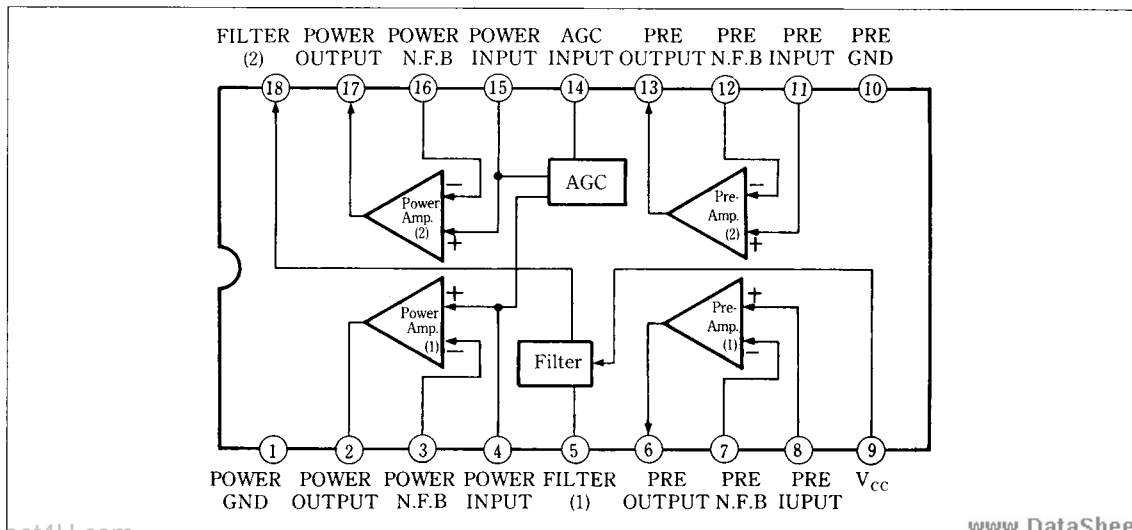 FILTER POWER POWER POWER AGC PRE PRE PRE PRE
(2) OUTPUT N.F.B INPUT INPUT OUTPUT N.F.B INPUT GND
18 17 16 15 14 13 12 11 10
AGC
Power
Amp.
(2)
−
+
Pre-
Amp.
(2)
−
+
Power
Amp.
(1)
+
−
Filter
Pre-
Amp.
(1)
+
−
1 2 3 4 5 6 7 8 9
POWER POWER POWER POWER FILTER PRE PRE PRE VCC
GND OUTPUT N.F.B INPUT (1) OUTPUT N.F.B IUPUT
www.DataShee